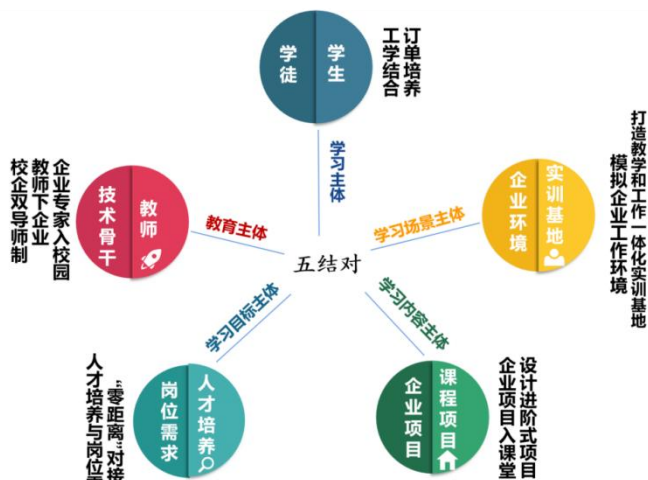 学徒
学生
订单培养
工学结合
学习主体
企业专家入校园
教师下企业
校企双导师制
技术骨干
教师
教育主体
学习场景主体
企业环境
实训基地
打造教学和工作一体化实训基地
模拟企业工作环境
五结对
学习目标主体
学习内容主体
人才培养与岗位
“零距离”对接
岗位需求
人才培养
企业项目
课程项目
设计进阶式项目
企业项目入课堂